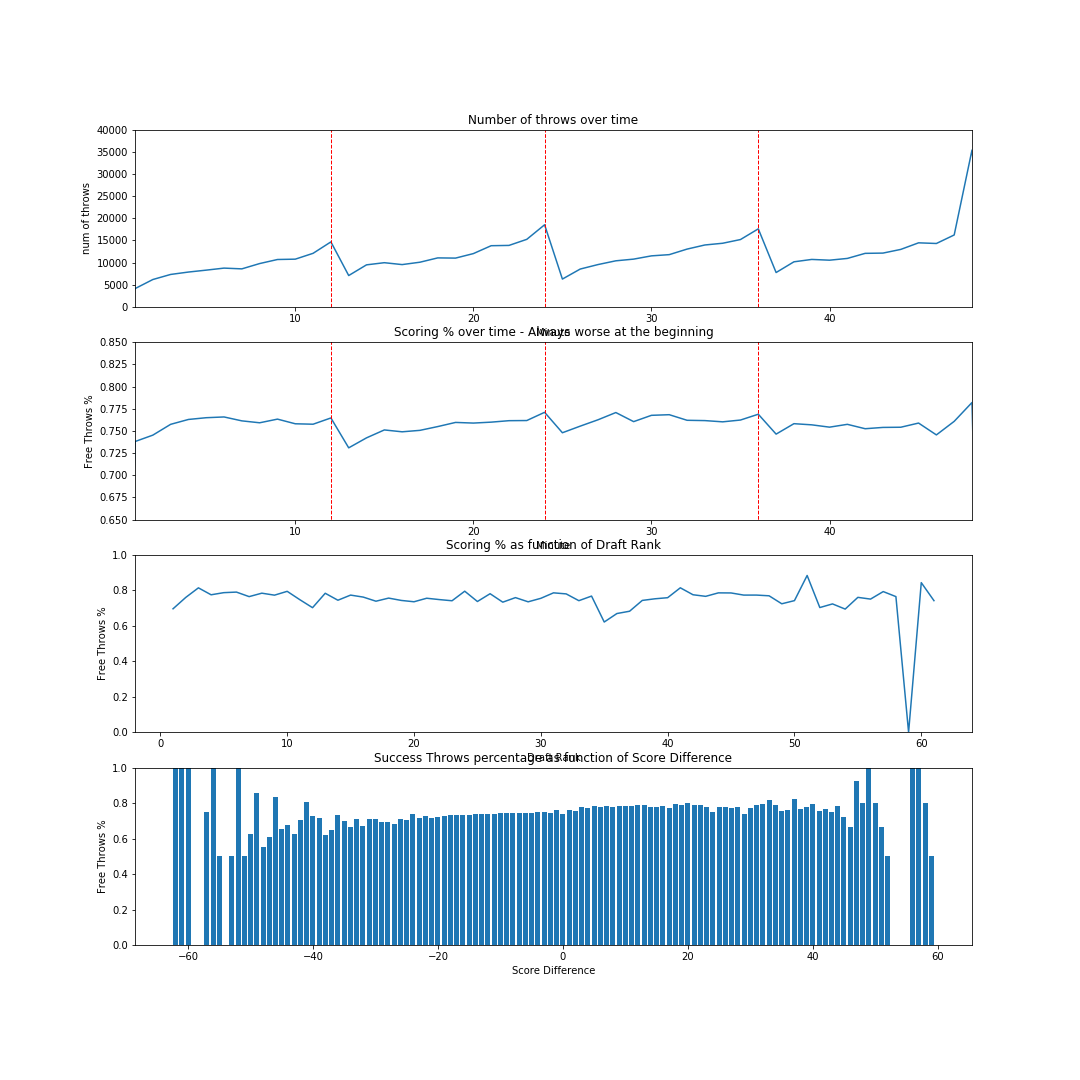 Number of throws over time
40000
35000
30000
25000
20000
15000
10000
5000
0
num of throws
10 20 30 40
Scoring % over time - Always worse at the beginning
0.850
0.825
0.800
0.775
0.750
0.725
0.700
0.675
0.650
Free Throws %
10 20 30 40
Scoring % as function of Draft Rank
1.0
0.8
0.6
0.4
0.2
0.0
Free Throws %
0 10 20 30 40 50 60
Success Throws percentage as function of Score Difference
1.0
0.8
0.6
0.4
0.2
0.0
Free Throws %
−60 −40 −20 0 20 40 60
Score Difference